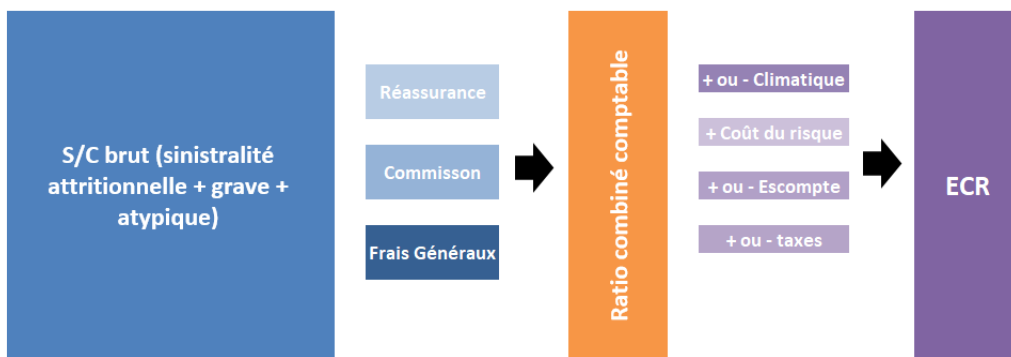 S/C brut (sinistralité
attritionnelle + grave +
atypique)
Réassurance
Commisson
Frais Généraux
Ratio combiné comptable
+ ou - Climatique
+ Coût du risque
+ ou - Escompte
+ ou - taxes
ECR